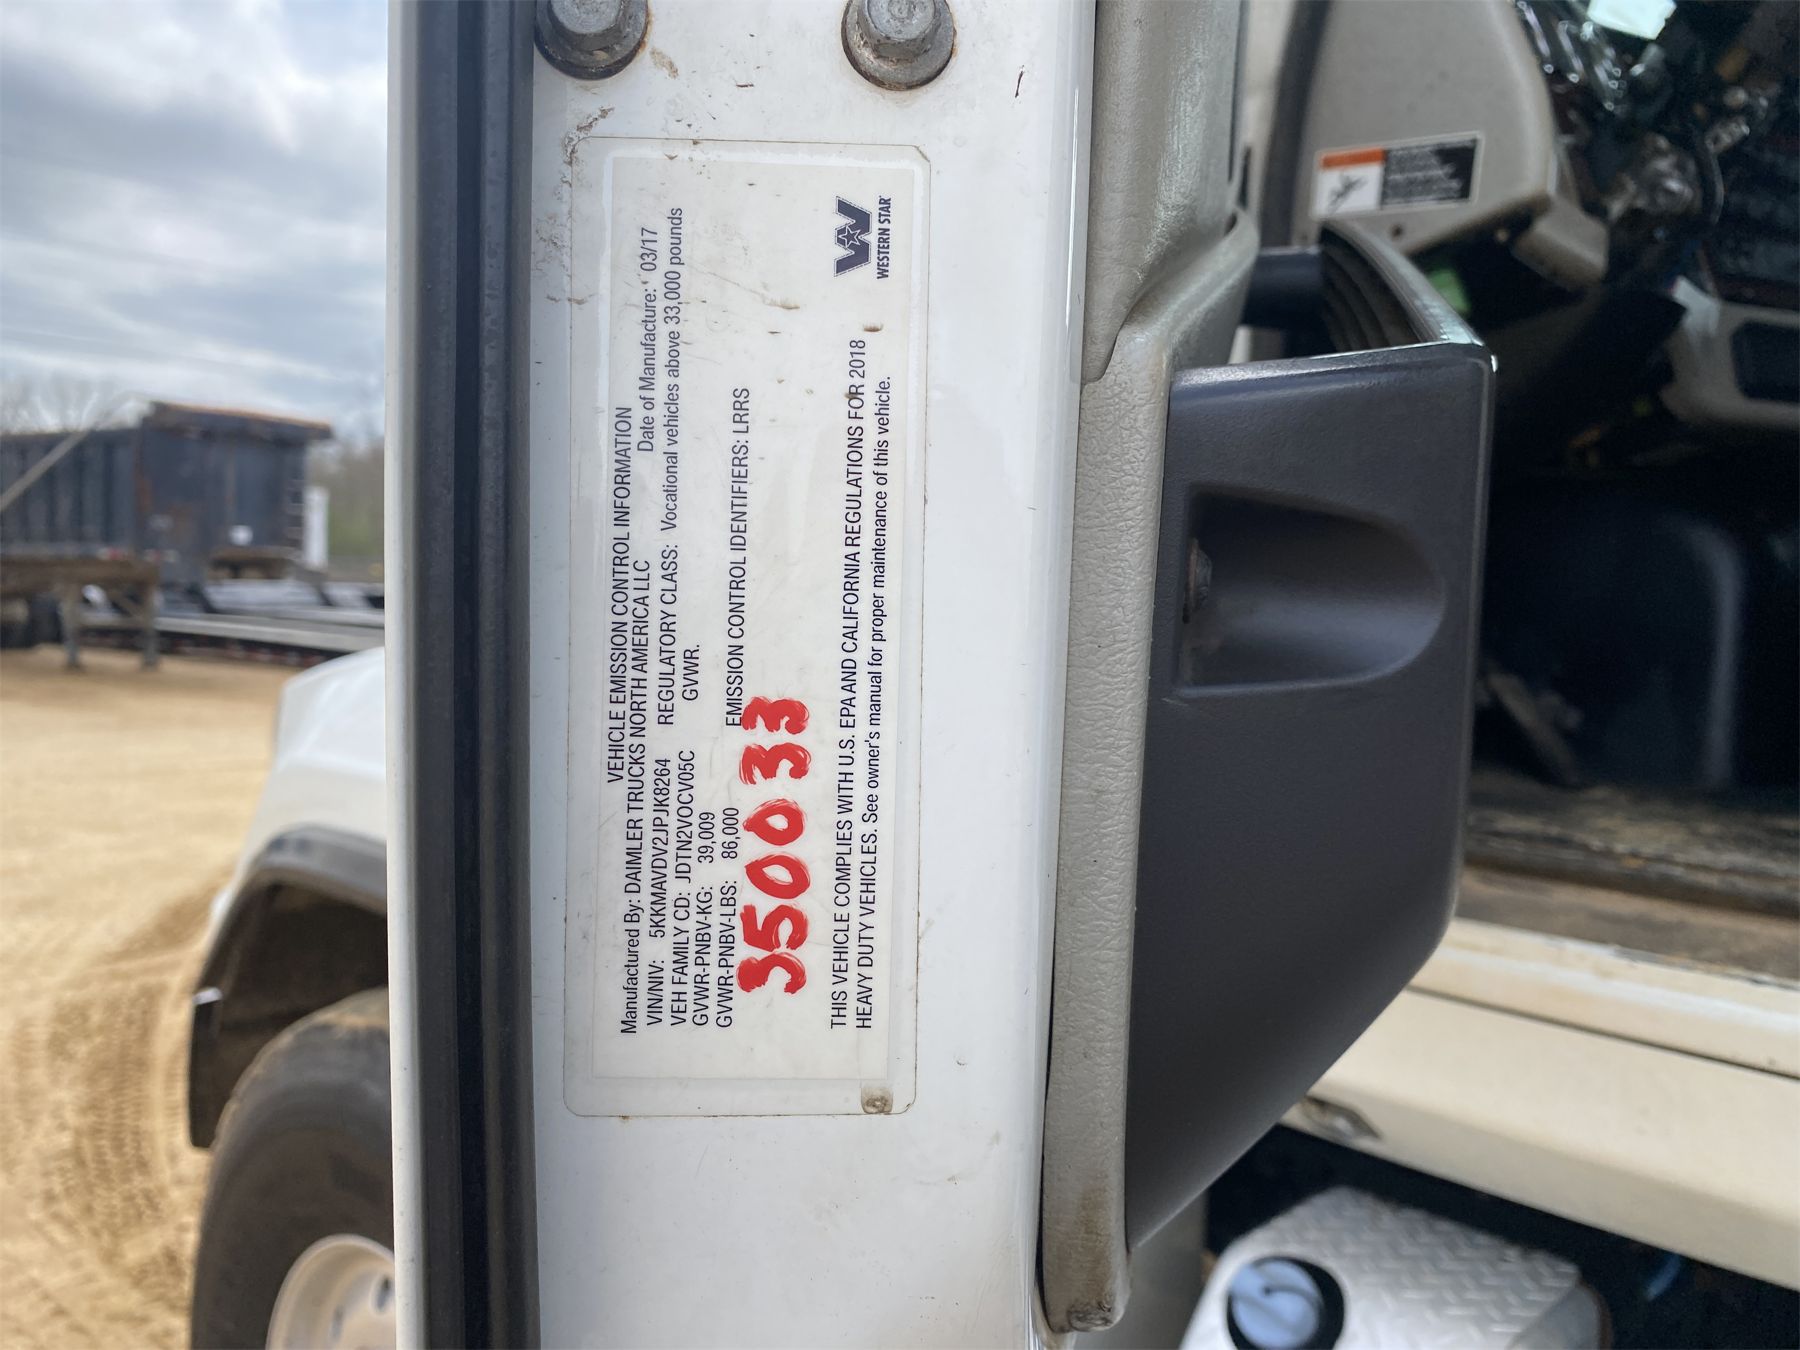 VEHICLE EMISSION CONTROL INFORMATION
Manufactured By: DAIMLER TRUCKS NORTH AMERICA LLC Date of Manufacture: 03/17
VIN/NIV: 5KKMAVDV2JPJK8264 REGULATORY CLASS: Vocational vehicles above 33,000 pounds
VEH FAMILY CD: JDTN2VOCV05C GVWR.
GVWR-PNBV-KG: 39,009
GVWR-PNBV-LBS: 86,000 EMISSION CONTROL IDENTIFIERS: LRRS
350033
THIS VEHICLE COMPLIES WITH U.S. EPA AND CALIFORNIA REGULATIONS FOR 2018
HEAVY DUTY VEHICLES. See owner's manual for proper maintenance of this vehicle.
WESTERN STAR